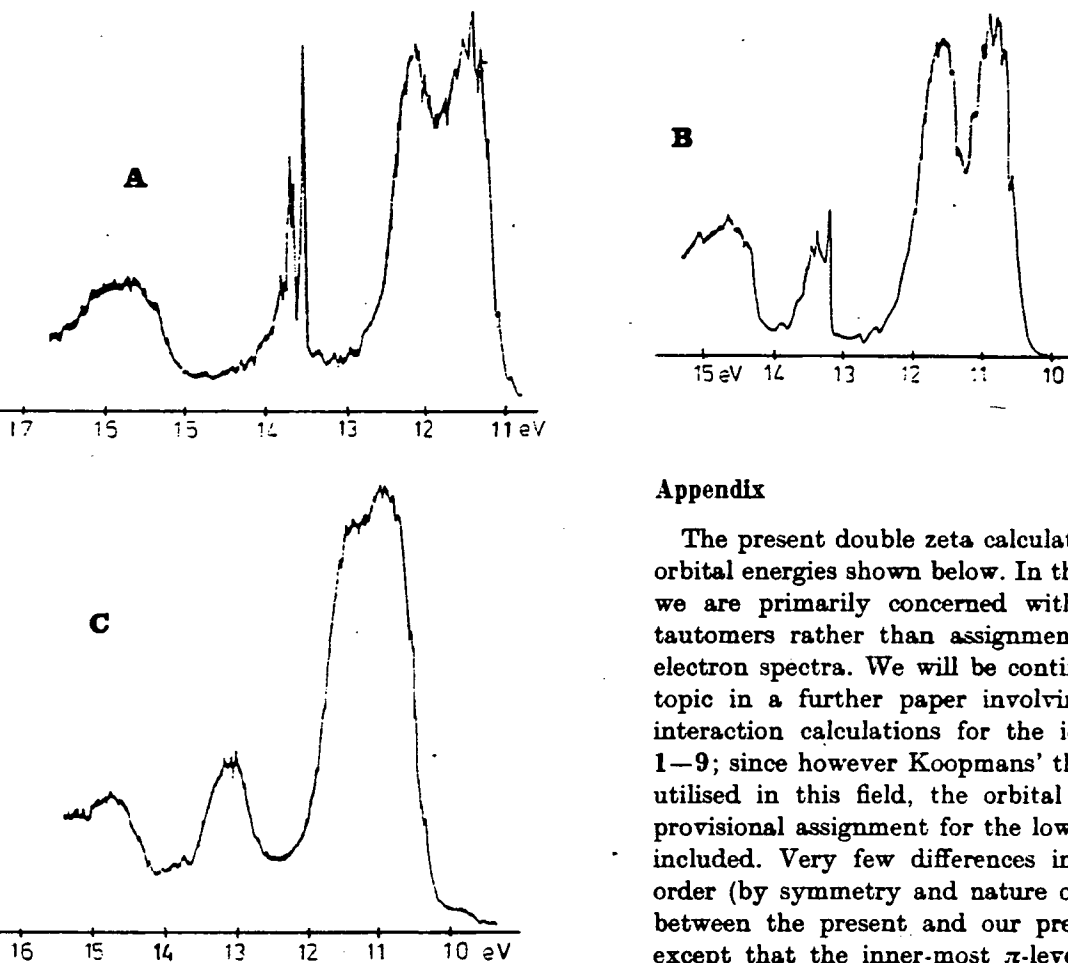 A
17 15 15 14 13 12 11 eV
B
15 eV 14 13 12 11 10
C
16 15 14 13 12 11 10 eV
Appendix
The present double zeta calculat
orbital energies shown below. In th
we are primarily concerned with
tautomers rather than assignmen
electron spectra. We will be contin
topic in a further paper involvin
interaction calculations for the i
1—9; since however Koopmans' th
utilised in this field, the orbital
provisional assignment for the low
included. Very few differences in
order (by symmetry and nature o
between the present and our pre
except that the inner-most π-leve